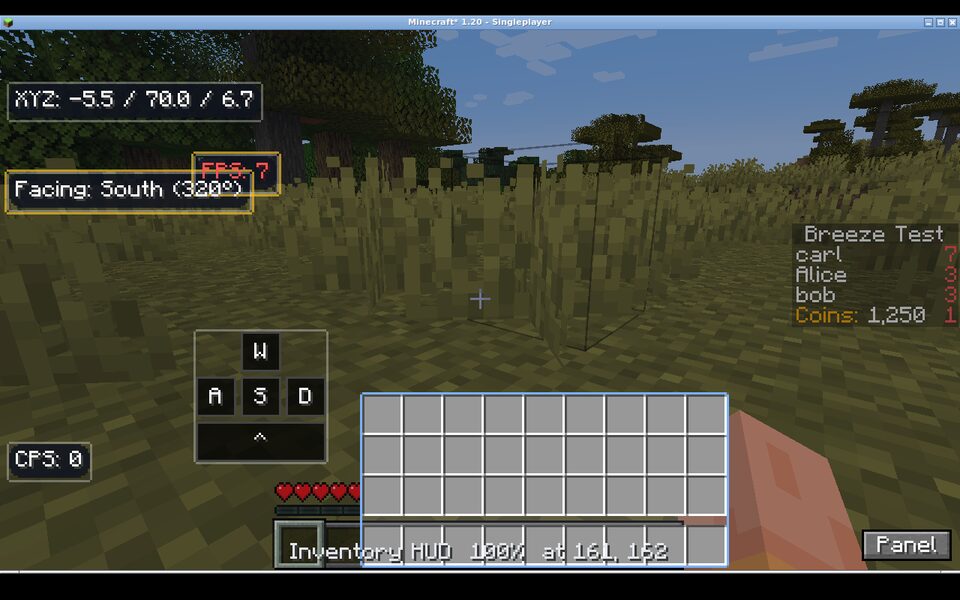 Minecraft* 1.20 - Singleplayer
XYZ: -5.5 / 70.0 / 6.7
FPS: 7
Facing: South (320°)
Breeze Test
carl 7
Alice 3
bob 3
Coins: 1,250 1
W
A S D
^
CPS: 0
Inventory HUD 100% at 161, 162
Panel